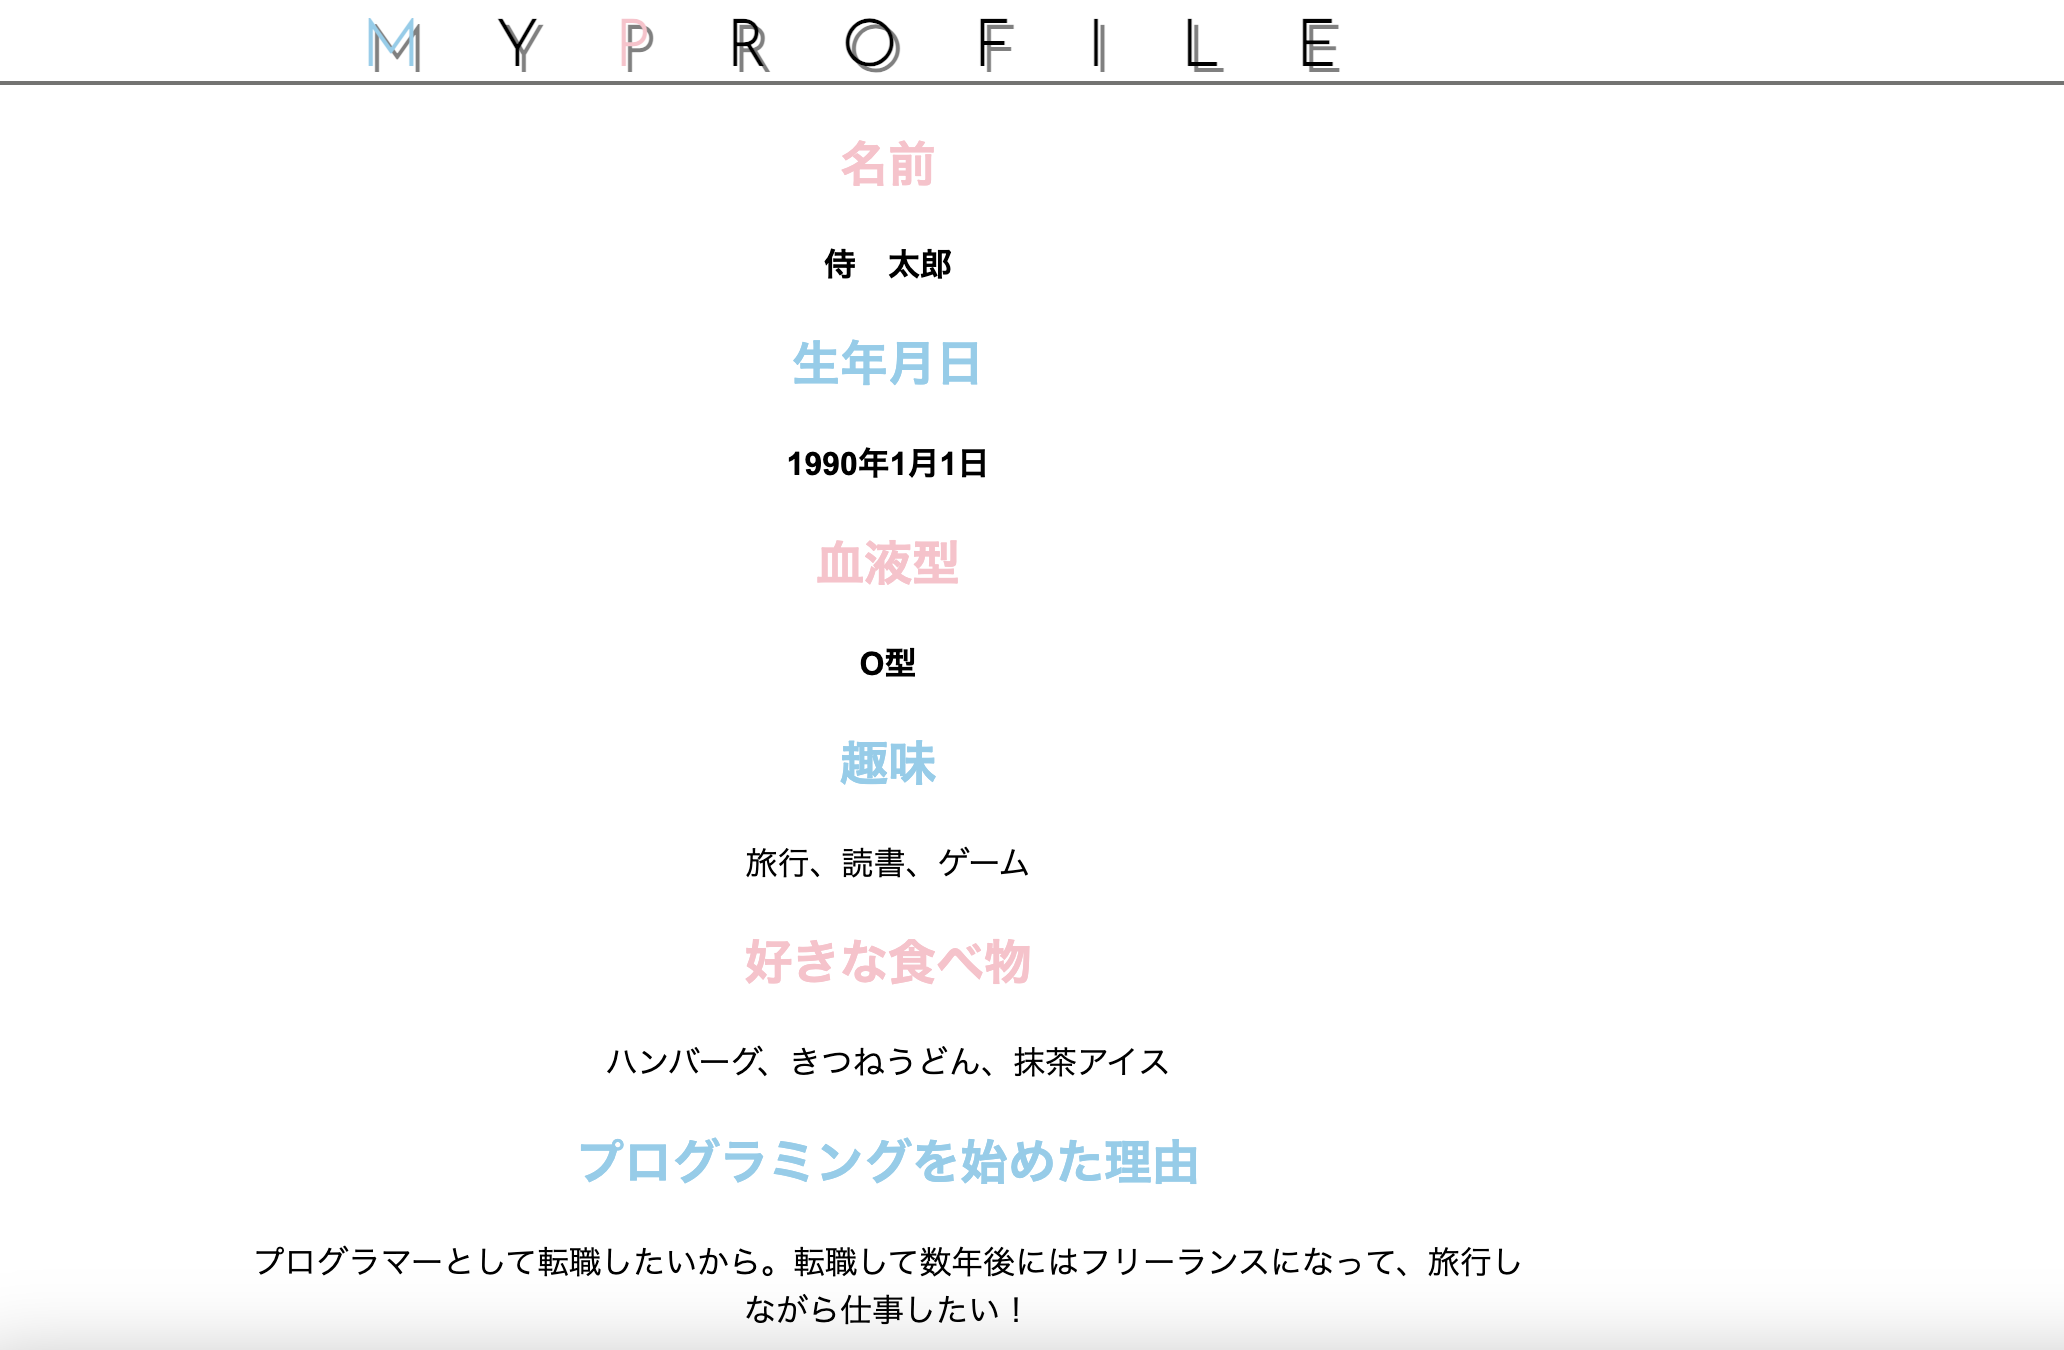 MYPROFILE
名前
侍　太郎
生年月日
1990年1月1日
血液型
O型
趣味
旅行、読書、ゲーム
好きな食べ物
ハンバーグ、きつねうどん、抹茶アイス
プログラミングを始めた理由
プログラマーとして転職したいから。転職して数年後にはフリーランスになって、旅行し
ながら仕事したい！